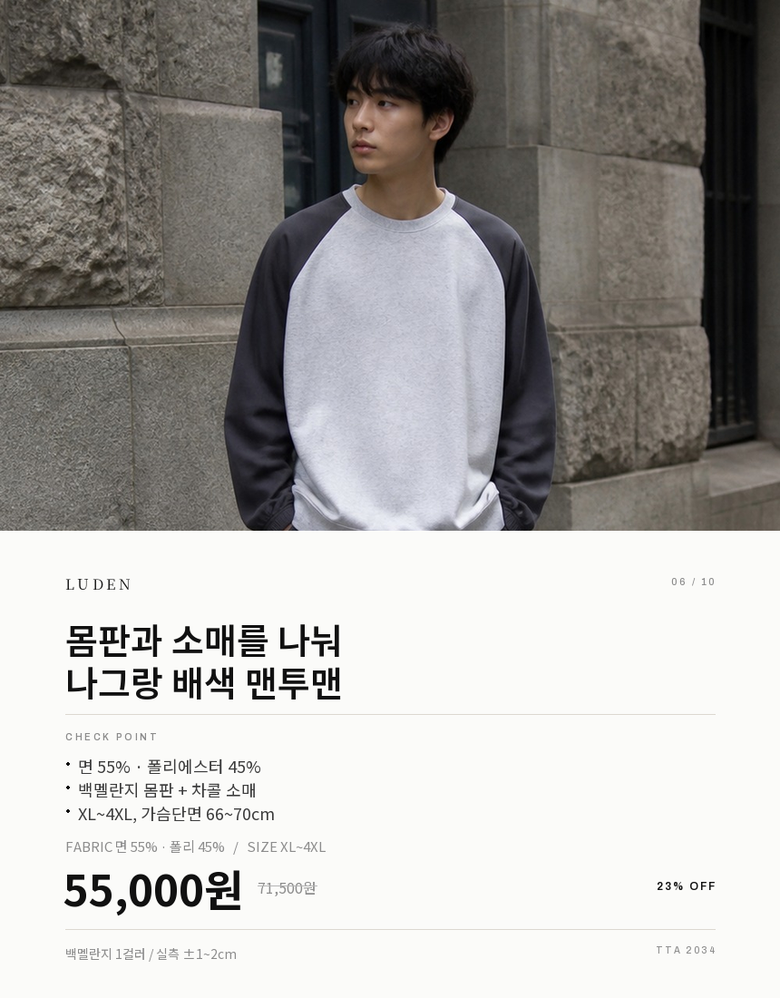 LUDEN
06 / 10
몸판과 소매를 나눠
나그랑 배색 맨투맨
CHECK POINT
• 면 55% · 폴리에스터 45%
• 백멜란지 몸판 + 차콜 소매
• XL~4XL, 가슴단면 66~70cm
FABRIC 면 55% · 폴리 45% / SIZE XL~4XL
55,000원 71,500원
23% OFF
백멜란지 1컬러 / 실측 ±1~2cm
TTA 2034